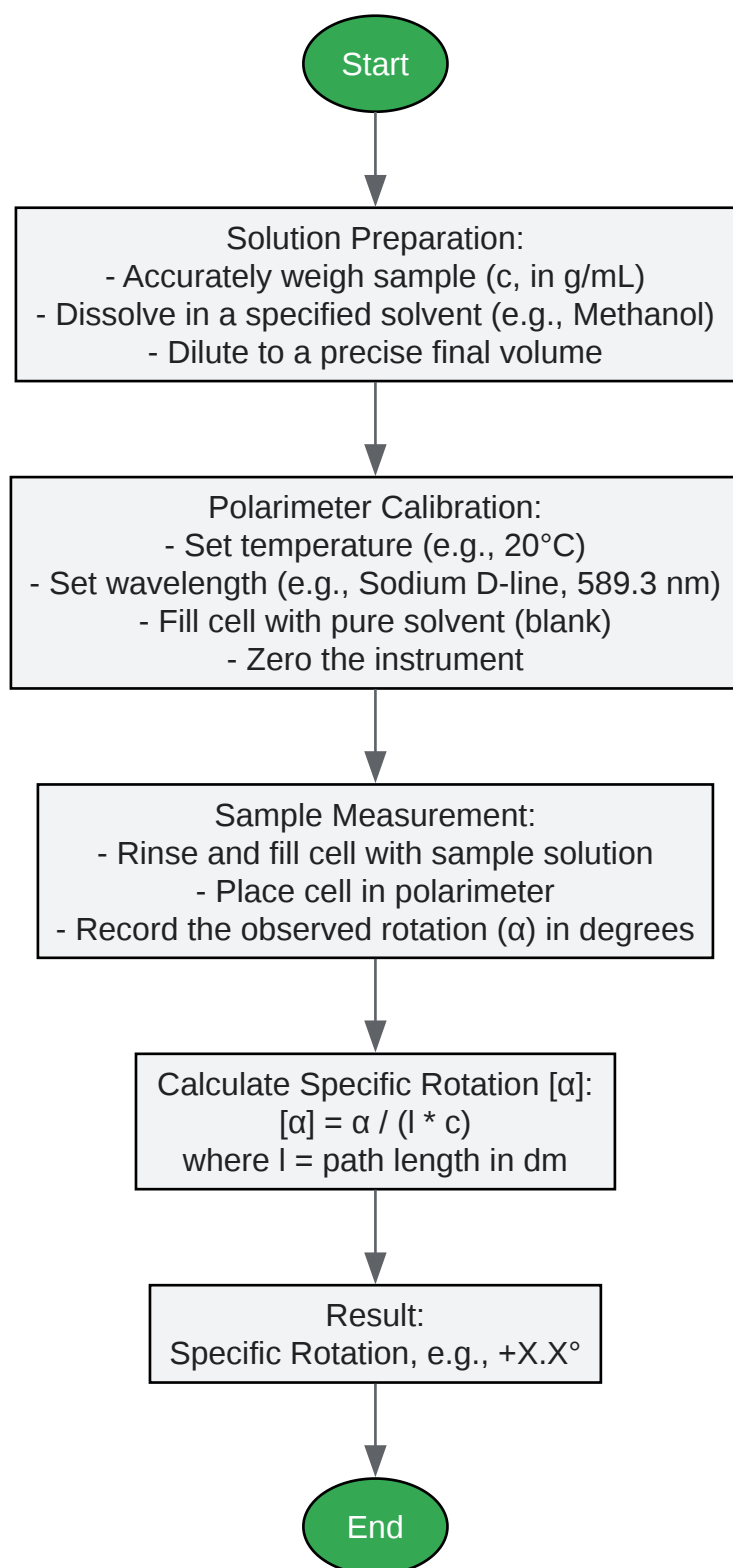 Start
Solution Preparation:
- Accurately weigh sample (c, in g/mL)
- Dissolve in a specified solvent (e.g., Methanol)
- Dilute to a precise final volume
Polarimeter Calibration:
- Set temperature (e.g., 20°C)
- Set wavelength (e.g., Sodium D-line, 589.3 nm)
- Fill cell with pure solvent (blank)
- Zero the instrument
Sample Measurement:
- Rinse and fill cell with sample solution
- Place cell in polarimeter
- Record the observed rotation (α) in degrees
Calculate Specific Rotation [α]:
[α] = α / (l * c)
where l = path length in dm
Result:
Specific Rotation, e.g., +X.X°
End